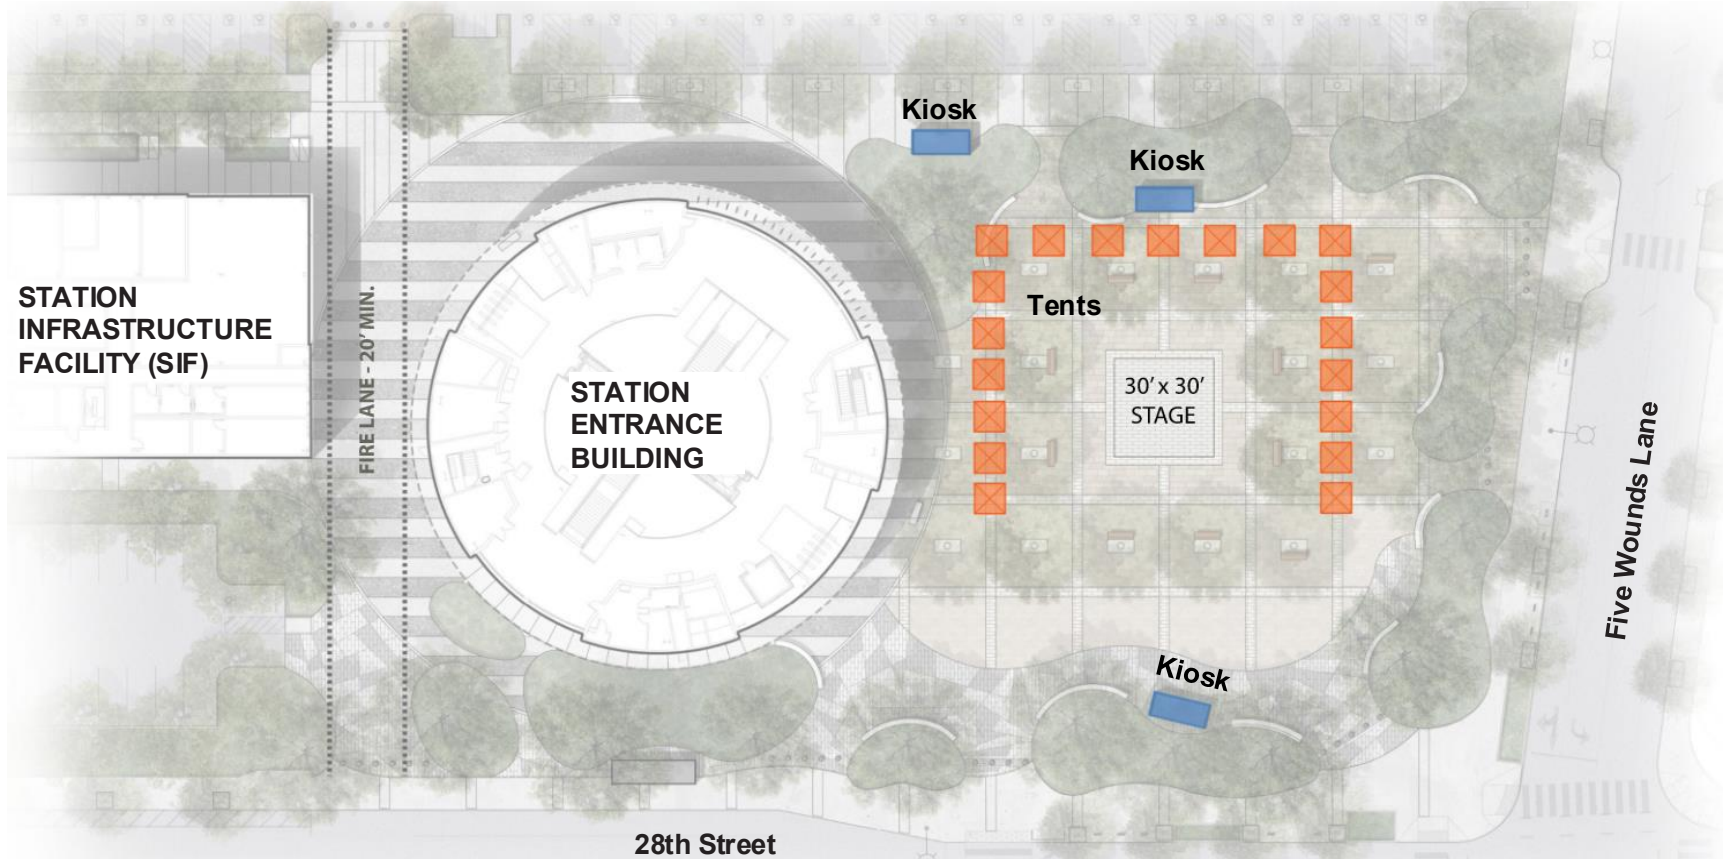 Kiosk
Kiosk
STATION
INFRASTRUCTURE
FACILITY (SIF)
FIRE LANE - 20' MIN.
Tents
STATION
ENTRANCE
BUILDING
30' x 30'
STAGE
Five Wounds Lane
Kiosk
28th Street